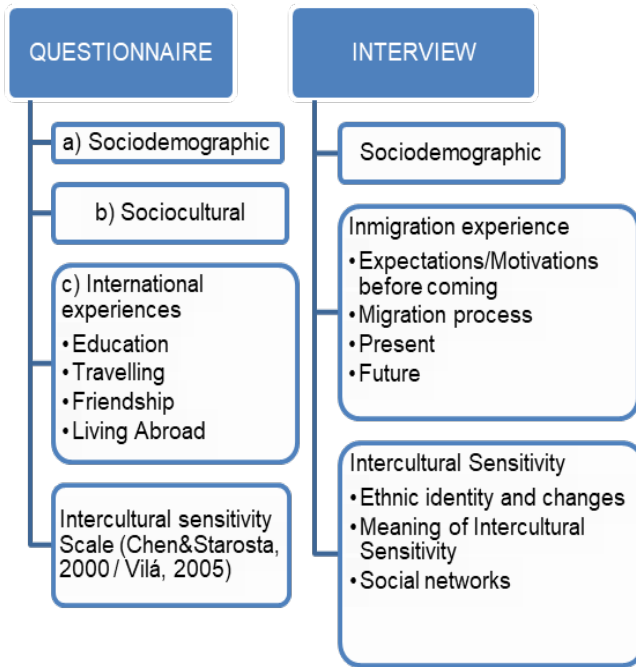 QUESTIONNAIRE
a) Sociodemographic
b) Sociocultural
c) International
experiences
•Education
•Travelling
•Friendship
•Living Abroad
Intercultural sensitivity
Scale (Chen&Starosta,
2000 / Vilá, 2005)
INTERVIEW
Sociodemographic
Inmigration experience
•Expectations/Motivations
before coming
•Migration process
•Present
•Future
Intercultural Sensitivity
•Ethnic identity and changes
•Meaning of Intercultural
Sensitivity
•Social networks